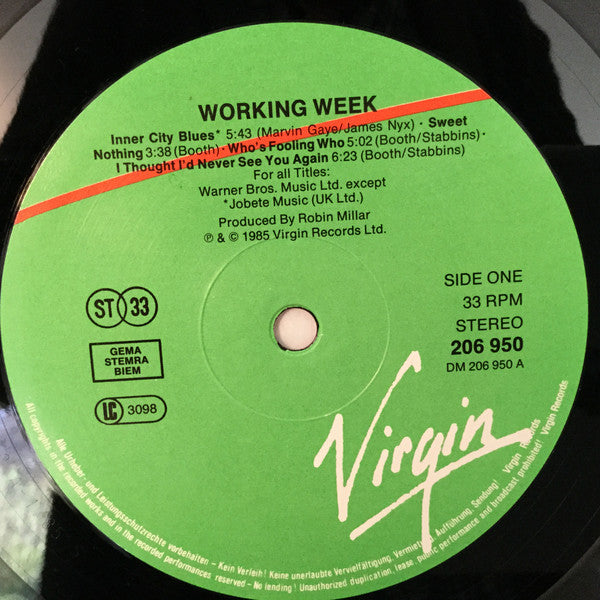 WORKING WEEK
Inner City Blues* 5:43 (Marvin Gaye/James Nyx) · Sweet
Nothing 3:38 (Booth) · Who's Fooling Who 5:02 (Booth/Stabbins) ·
I Thought I'd Never See You Again 6:23 (Booth/Stabbins)
For all Titles:
Warner Bros. Music Ltd. except
*Jobete Music (UK Ltd.)
Produced By Robin Millar
℗ & © 1985 Virgin Records Ltd.
ST 33
GEMA
STEMRA
BIEM
LC 3098
SIDE ONE
33 RPM
STEREO
206 950
DM 206 950 A
Virgin
Alle Urheber- und Leistungsschutzrechte vorbehalten – Kein Verleih! Keine unerlaubte Vervielfältigung, Vermietung, Aufführung, Sendung! Virgin Records
All copyrights in the recorded works and in the recorded performances reserved – No lending! Unauthorized duplication, lease, public performance and broadcast prohibited! Virgin Records